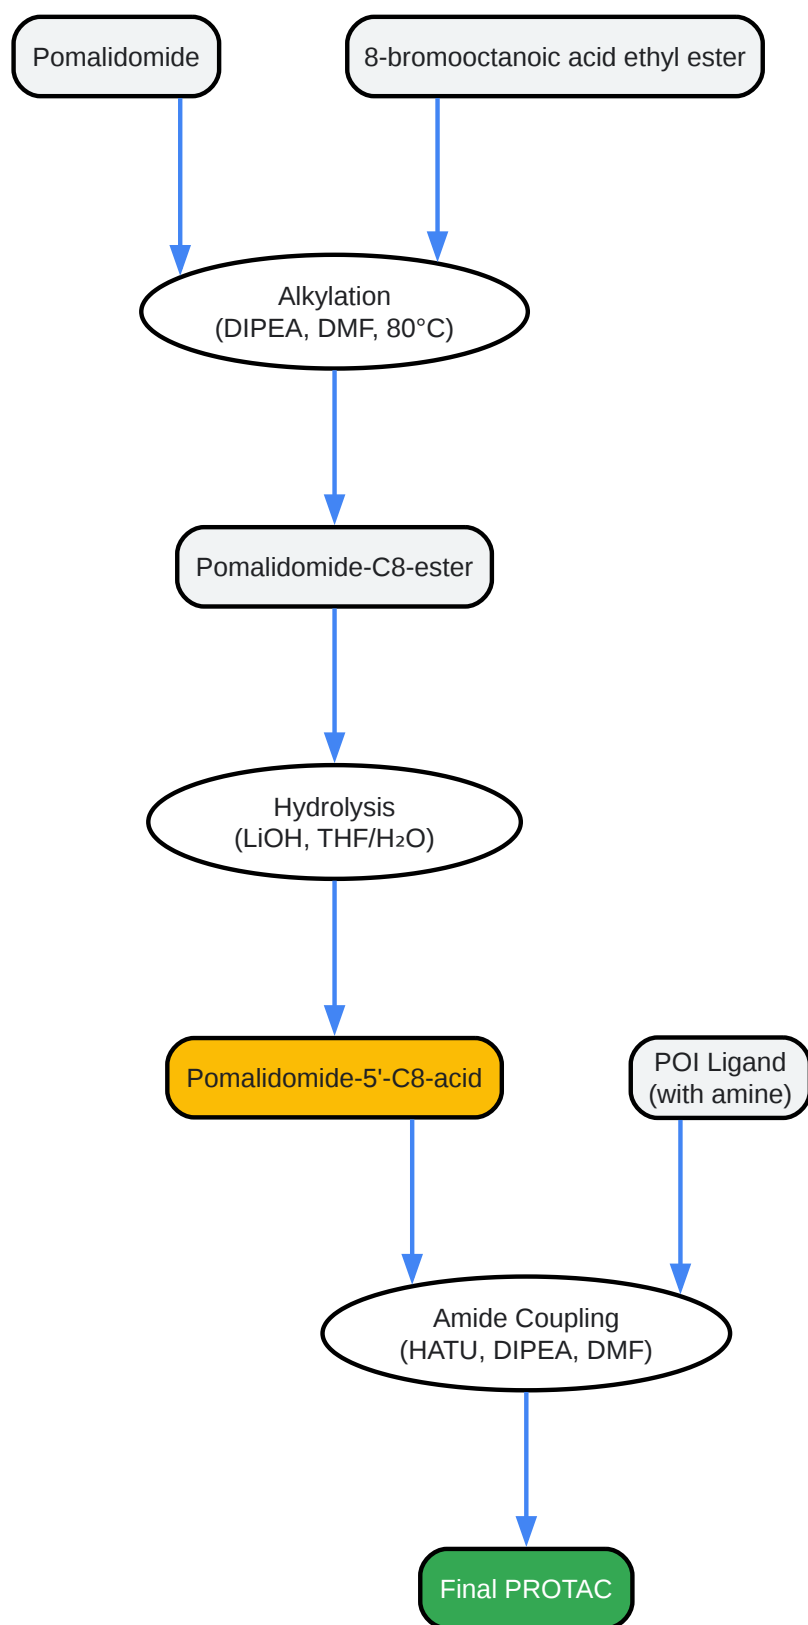 Pomalidomide
8-bromooctanoic acid ethyl ester
Alkylation
(DIPEA, DMF, 80°C)
Pomalidomide-C8-ester
Hydrolysis
(LiOH, THF/H₂O)
Pomalidomide-5'-C8-acid
POI Ligand
(with amine)
Amide Coupling
(HATU, DIPEA, DMF)
Final PROTAC